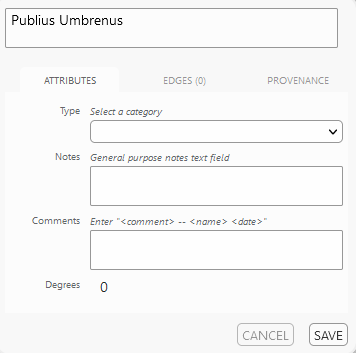 Publius Umbrenus
ATTRIBUTES EDGES (0) PROVENANCE
Type Select a category
Notes General purpose notes text field
Comments Enter "<comment> -- <name> <date>"
Degrees 0
CANCEL SAVE